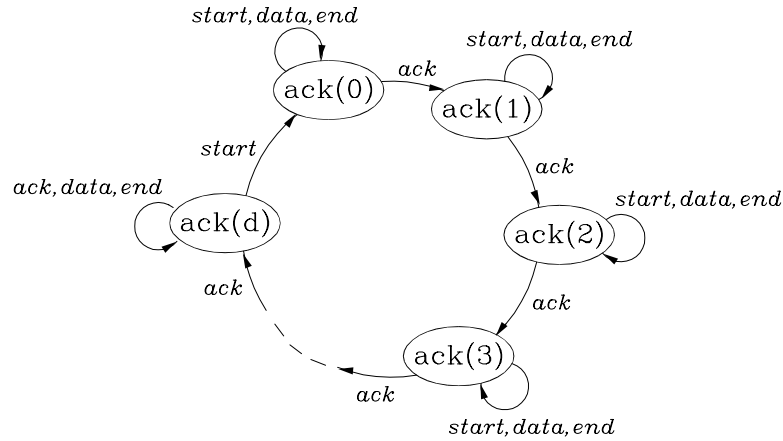 start,data,end
ack(0)
ack
start,data,end
ack(1)
start
ack
ack,data,end
ack(d)
start,data,end
ack(2)
ack
ack
ack(3)
ack
start,data,end